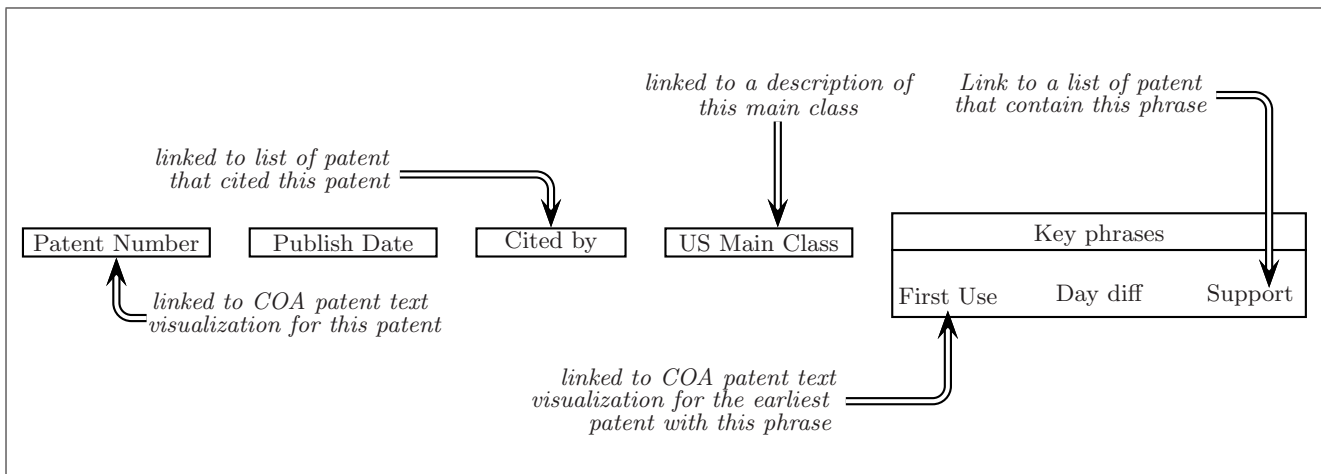 linked to a description of
this main class
Link to a list of patent
that contain this phrase
linked to list of patent
that cited this patent
Patent Number
Publish Date
Cited by
US Main Class
Key phrases
First Use
Day diff
Support
linked to COA patent text
visualization for this patent
linked to COA patent text
visualization for the earliest
patent with this phrase